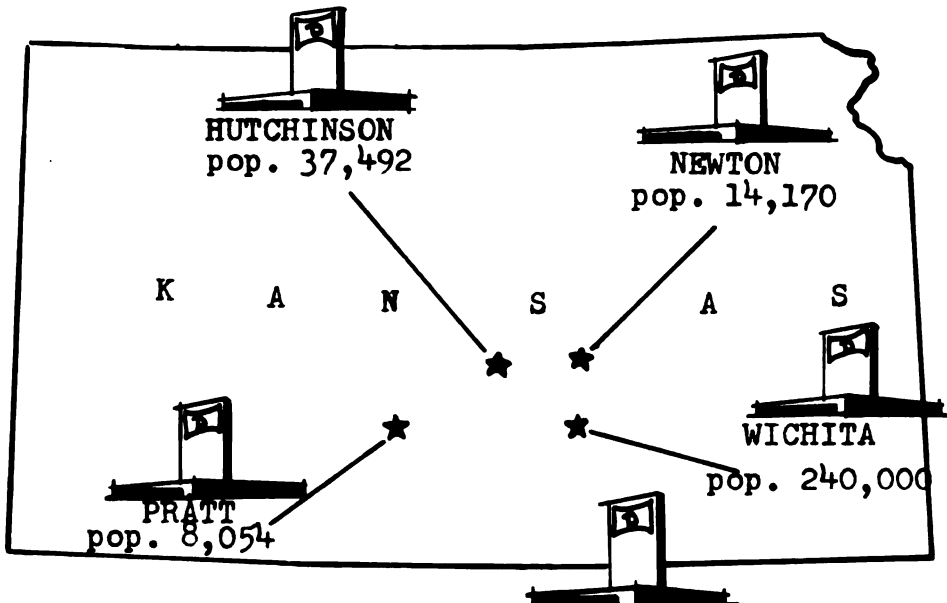 HUTCHINSON
pop. 37,492
NEWTON
pop. 14,170
K A N S A S
WICHITA
pop. 240,000
PRATT
pop. 8,054